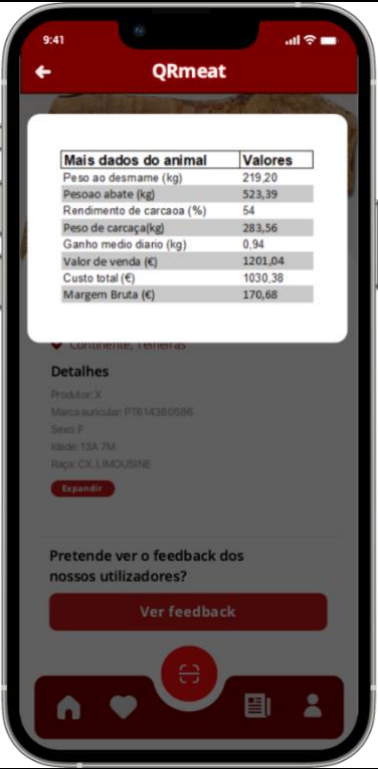 9:41
QRmeat
Mais dados do animal Valores
Peso ao desmame (kg) 219,20
Pesoao abate (kg) 523,39
Rendimento de carcaoa (%) 54
Peso de carcaça(kg) 283,56
Ganho medio diario (kg) 0,94
Valor de venda (€) 1201,04
Custo total (€) 1030,38
Margem Bruta (€) 170,68
Continente, Telheiras
Detalhes
Produtor: X
Marca auricular: PT614360586
Sexo: F
Idade: 13A 7M
Raça: CX. LIMOUSINE
Expandir
Pretende ver o feedback dos
nossos utilizadores?
Ver feedback